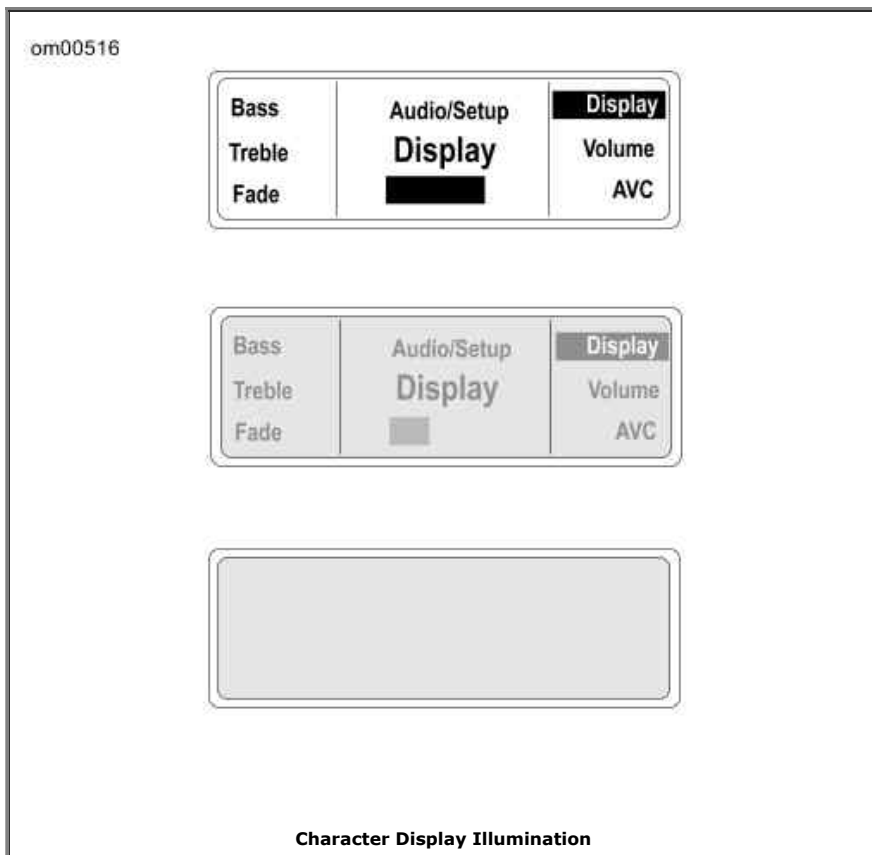 om00516
Bass
Treble
Fade
Audio/Setup
Display
Display
Volume
AVC
Bass
Treble
Fade
Audio/Setup
Display
Display
Volume
AVC
Character Display Illumination